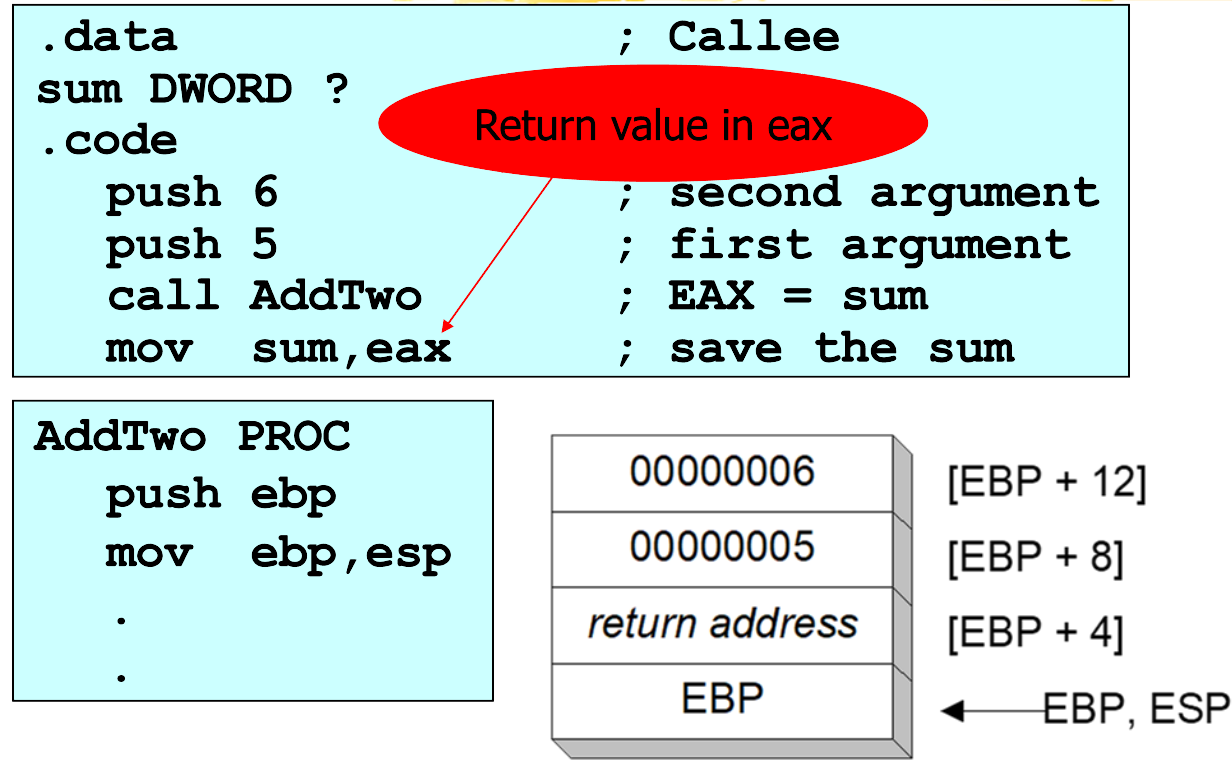 .data ; Callee
sum DWORD ?
Return value in eax
.code
push 6 ; second argument
push 5 ; first argument
call AddTwo ; EAX = sum
mov sum,eax ; save the sum
AddTwo PROC
push ebp
mov ebp,esp
.
.
00000006 [EBP + 12]
00000005 [EBP + 8]
return address [EBP + 4]
EBP EBP, ESP